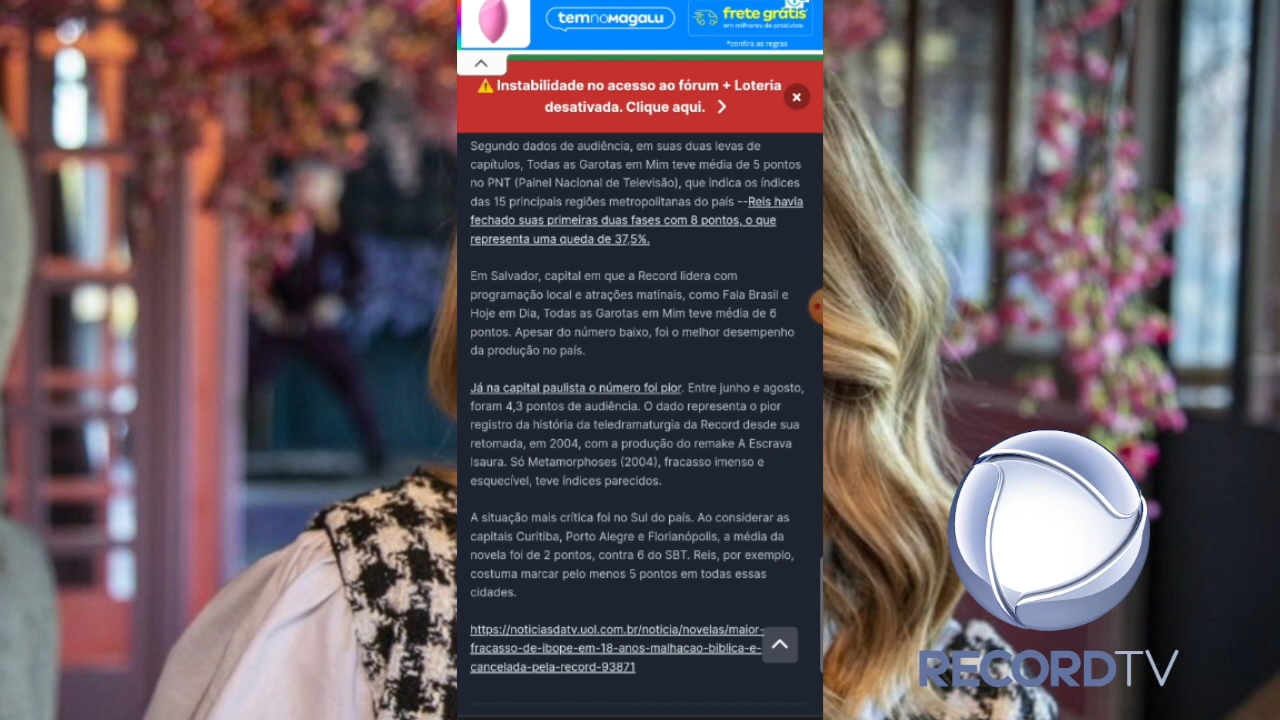 temnomagalu
frete grátis
em milhares de produtos
*confira as regras
⚠️ Instabilidade no acesso ao fórum + Loteria
desativada. Clique aqui.
Segundo dados de audiência, em suas duas levas de
capítulos, Todas as Garotas em Mim teve média de 5 pontos
no PNT (Painel Nacional de Televisão), que indica os índices
das 15 principais regiões metropolitanas do país --Reis havia
fechado suas primeiras duas fases com 8 pontos, o que
representa uma queda de 37,5%.
Em Salvador, capital em que a Record lidera com
programação local e atrações matinais, como Fala Brasil e
Hoje em Dia, Todas as Garotas em Mim teve média de 6
pontos. Apesar do número baixo, foi o melhor desempenho
da produção no país.
Já na capital paulista o número foi pior. Entre junho e agosto,
foram 4,3 pontos de audiência. O dado representa o pior
registro da história da teledramaturgia da Record desde sua
retomada, em 2004, com a produção do remake A Escrava
Isaura. Só Metamorphoses (2004), fracasso imenso e
esquecível, teve índices parecidos.
A situação mais crítica foi no Sul do país. Ao considerar as
capitais Curitiba, Porto Alegre e Florianópolis, a média da
novela foi de 2 pontos, contra 6 do SBT. Reis, por exemplo,
costuma marcar pelo menos 5 pontos em todas essas
cidades.
https://noticiasdatv.uol.com.br/noticia/novelas/maior-
fracasso-de-ibope-em-18-anos-malhacao-biblica-e-
cancelada-pela-record-93871
RECORDTV